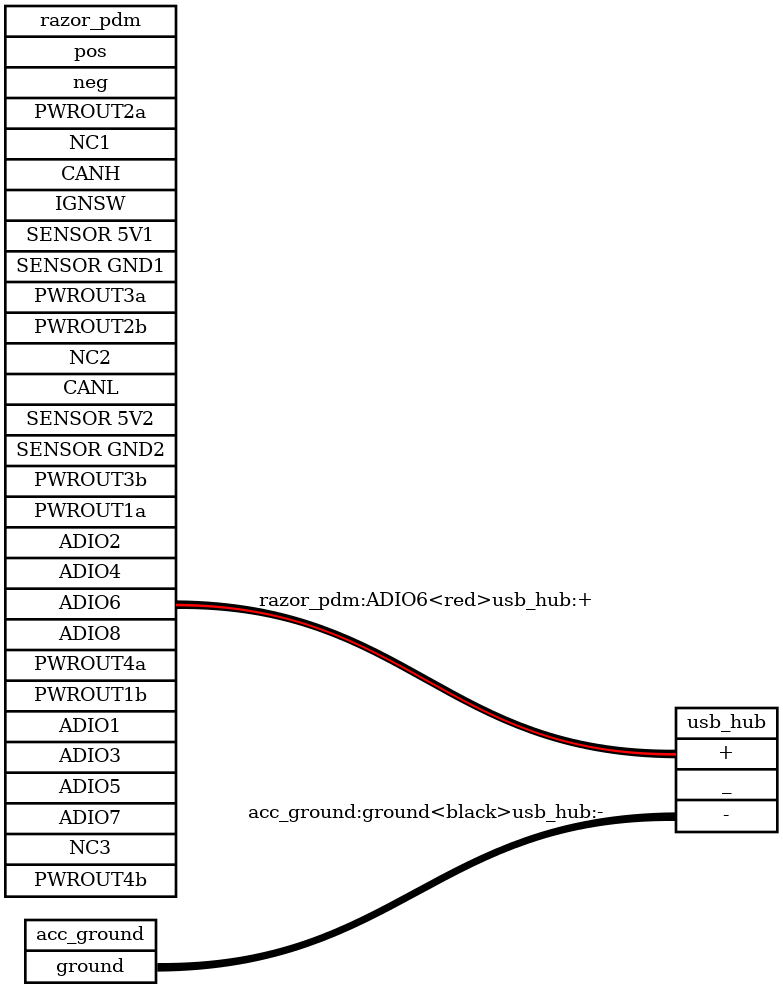 razor_pdm
pos
neg
PWROUT2a
NC1
CANH
IGNSW
SENSOR 5V1
SENSOR GND1
PWROUT3a
PWROUT2b
NC2
CANL
SENSOR 5V2
SENSOR GND2
PWROUT3b
PWROUT1a
ADIO2
ADIO4
ADIO6
ADIO8
PWROUT4a
PWROUT1b
ADIO1
ADIO3
ADIO5
ADIO7
NC3
PWROUT4b
acc_ground
ground
razor_pdm:ADIO6<red>usb_hub:+
acc_ground:ground<black>usb_hub:-
usb_hub
+
_
-